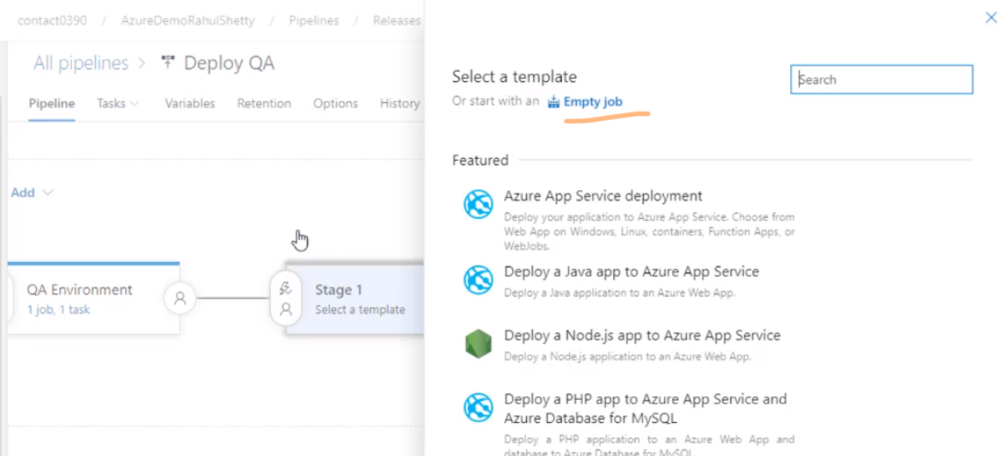 contact0390 / AzureDemoRahulShetty / Pipelines / Releases
All pipelines > Deploy QA
Pipeline Tasks Variables Retention Options History
Add
QA Environment
1 job, 1 task
Stage 1
Select a template
Select a template
Search
Or start with an Empty job
Featured
Azure App Service deployment
Deploy your application to Azure App Service. Choose from
Web App on Windows, Linux, containers, Function Apps, or
WebJobs.
Deploy a Java app to Azure App Service
Deploy a Java application to an Azure Web App.
Deploy a Node.js app to Azure App Service
Deploy a Node.js application to an Azure Web App.
Deploy a PHP app to Azure App Service and
Azure Database for MySQL
Deploy a PHP application to an Azure Web App and
database to Azure Database for MySQL.